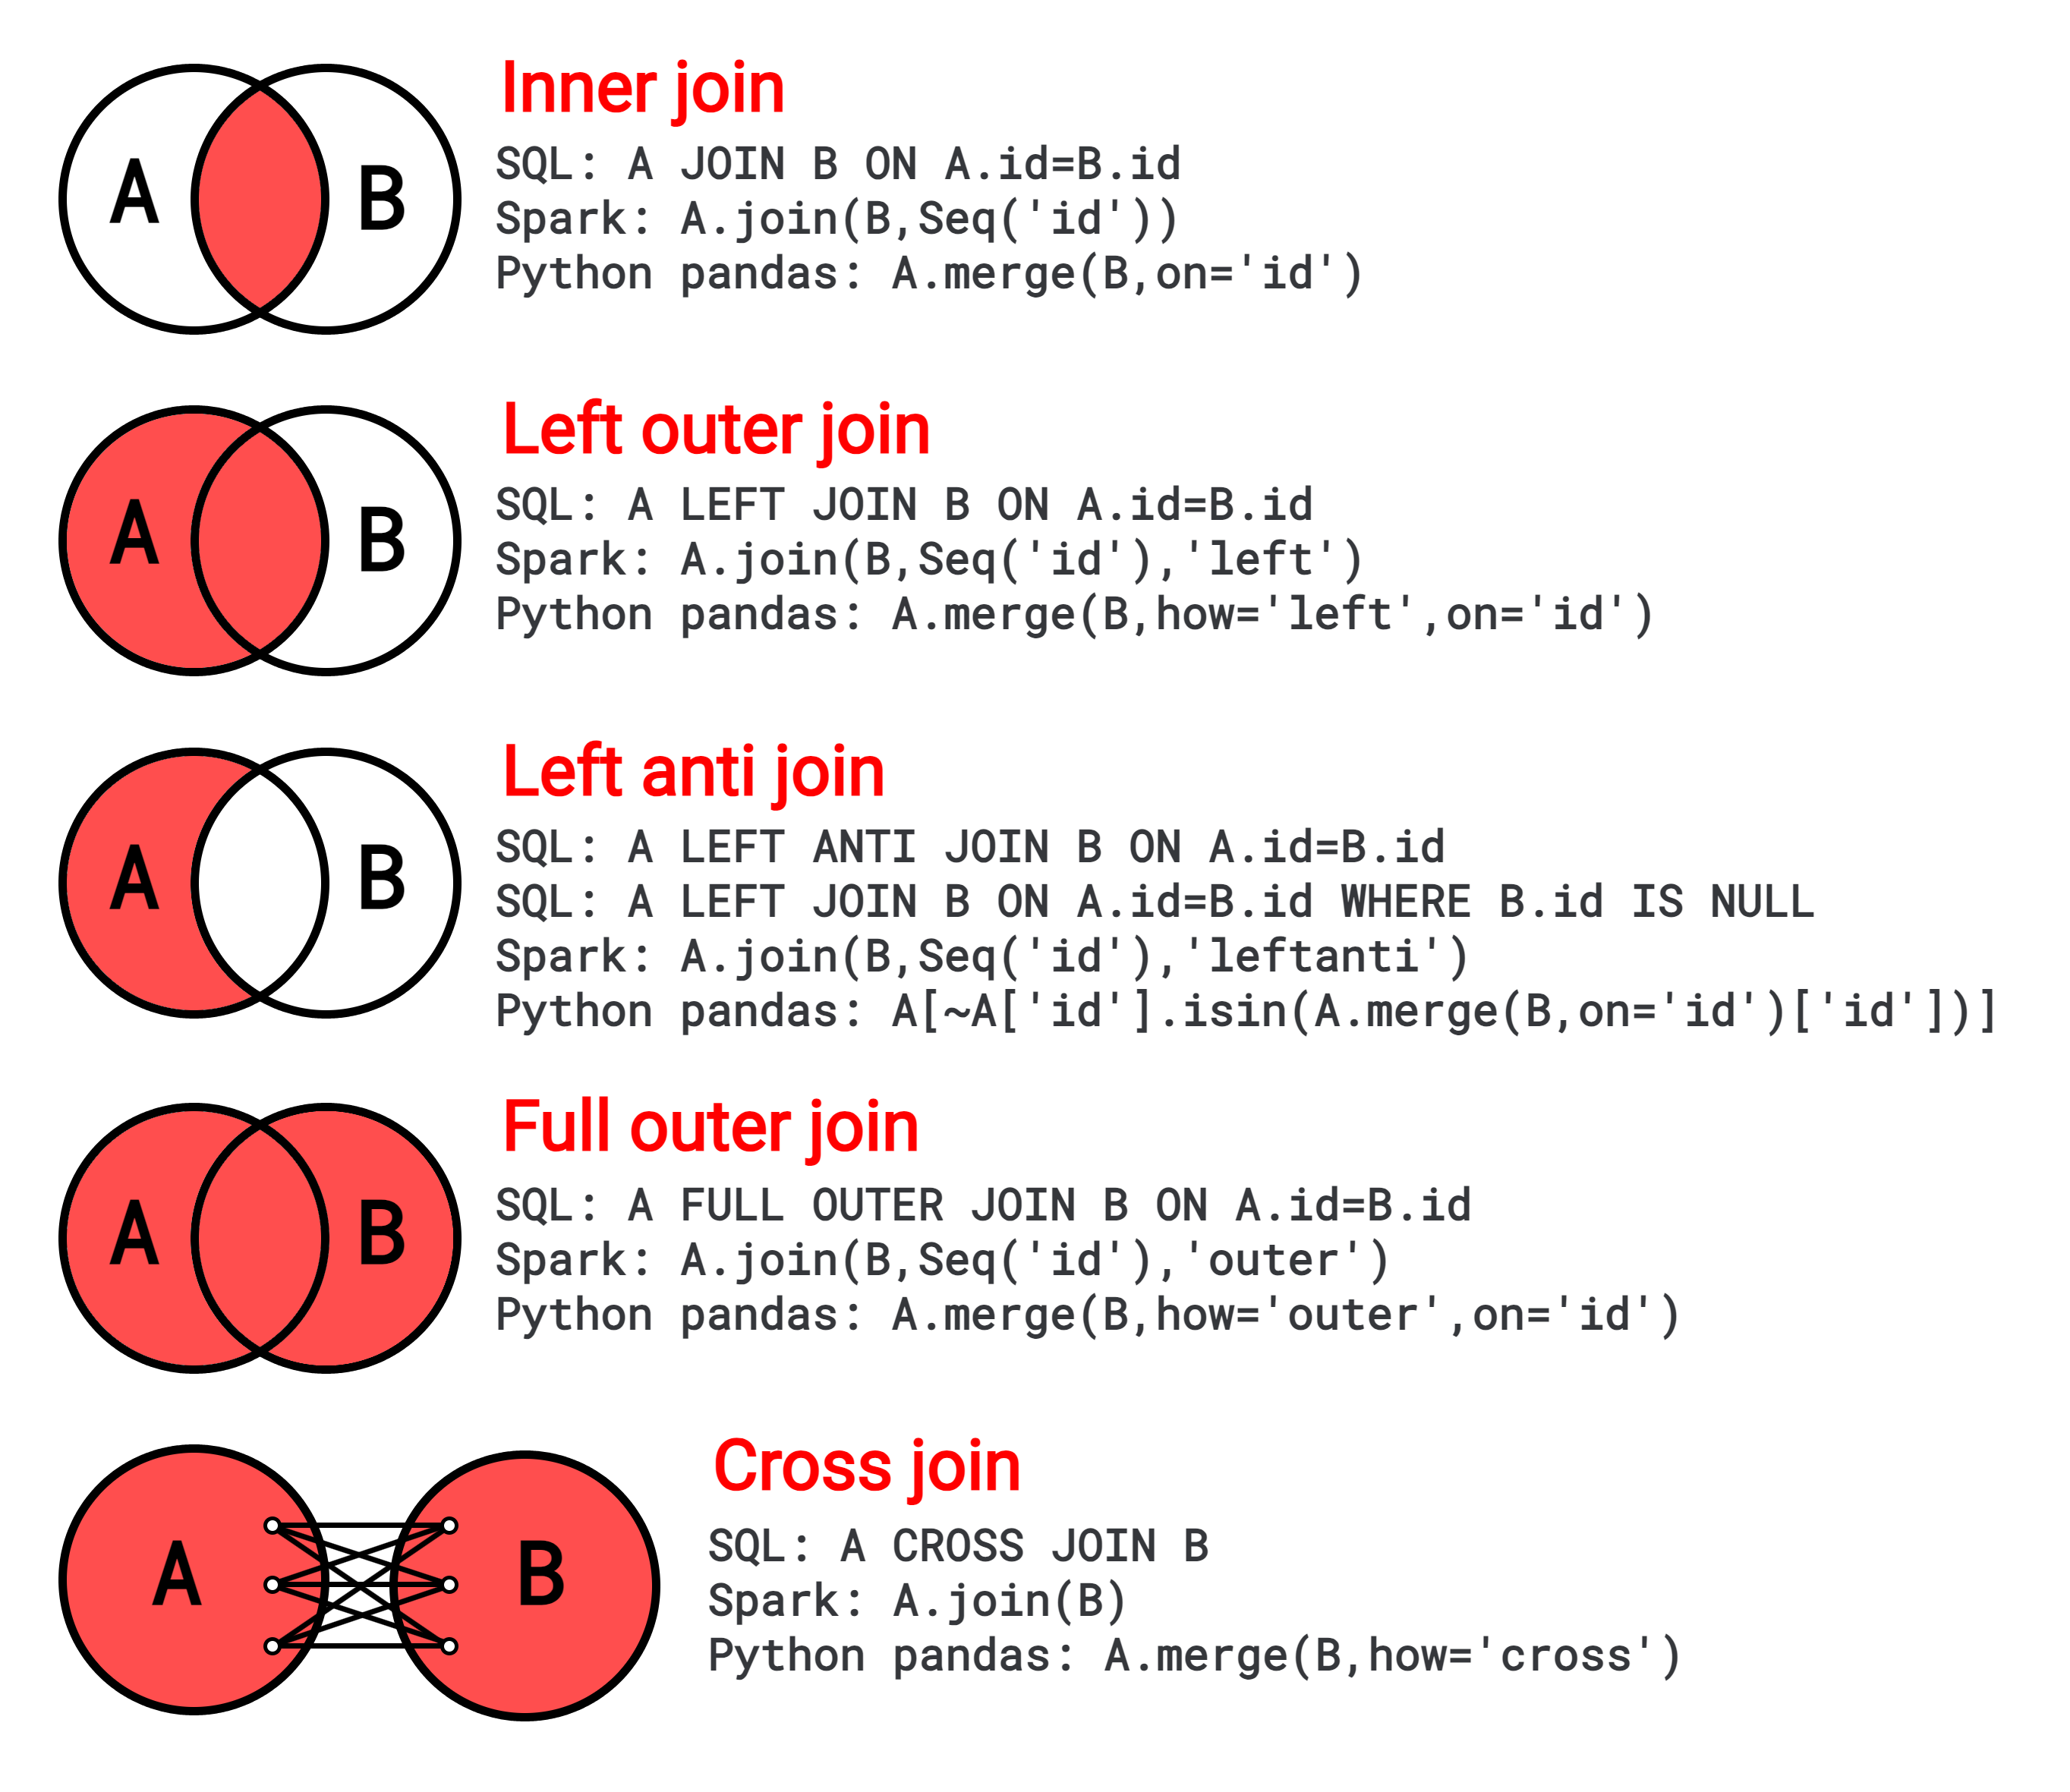 Inner join
A B
SQL: A JOIN B ON A.id=B.id
Spark: A.join(B,Seq('id'))
Python pandas: A.merge(B,on='id')
Left outer join
A B
SQL: A LEFT JOIN B ON A.id=B.id
Spark: A.join(B,Seq('id'),'left')
Python pandas: A.merge(B,how='left',on='id')
Left anti join
A B
SQL: A LEFT ANTI JOIN B ON A.id=B.id
SQL: A LEFT JOIN B ON A.id=B.id WHERE B.id IS NULL
Spark: A.join(B,Seq('id'),'leftanti')
Python pandas: A[~A['id'].isin(A.merge(B,on='id')['id'])]
Full outer join
A B
SQL: A FULL OUTER JOIN B ON A.id=B.id
Spark: A.join(B,Seq('id'),'outer')
Python pandas: A.merge(B,how='outer',on='id')
Cross join
A B
SQL: A CROSS JOIN B
Spark: A.join(B)
Python pandas: A.merge(B,how='cross')